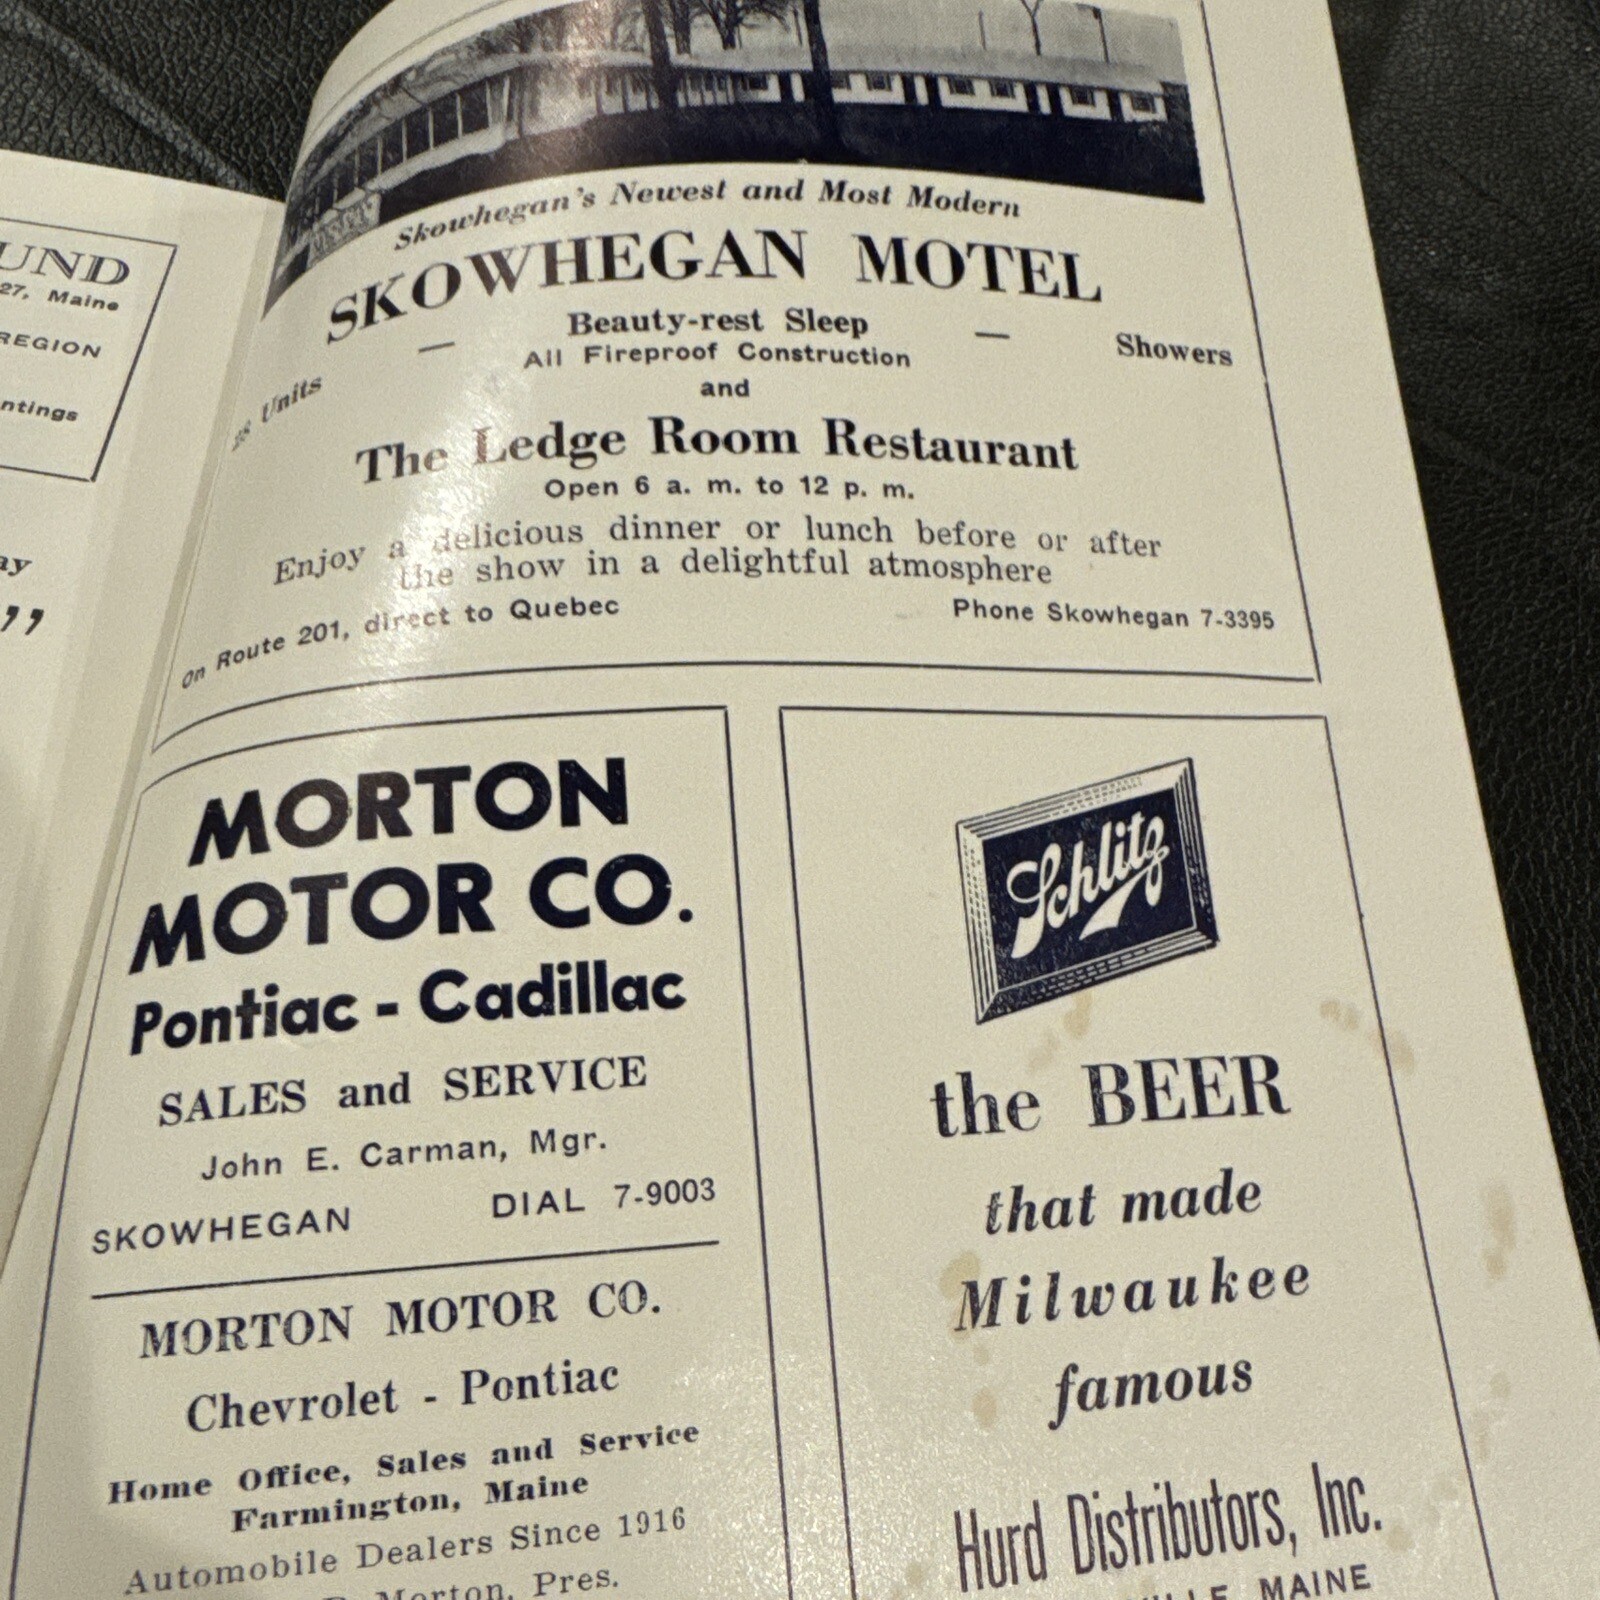 UND
27, Maine
REGION
ntings
ay
”
Skowhegan's Newest and Most Modern
SKOWHEGAN MOTEL
Units — Beauty-rest Sleep — Showers
All Fireproof Construction
and
The Ledge Room Restaurant
Open 6 a. m. to 12 p. m.
Enjoy a delicious dinner or lunch before or after
the show in a delightful atmosphere
On Route 201, direct to Quebec Phone Skowhegan 7-3395
MORTON
MOTOR CO.
Pontiac - Cadillac
SALES and SERVICE
John E. Carman, Mgr.
SKOWHEGAN DIAL 7-9003
MORTON MOTOR CO.
Chevrolet - Pontiac
Home Office, Sales and Service
Farmington, Maine
Automobile Dealers Since 1916
Morton, Pres.
Schlitz
the BEER
that made
Milwaukee
famous
Hurd Distributors, Inc.
VILLE, MAINE